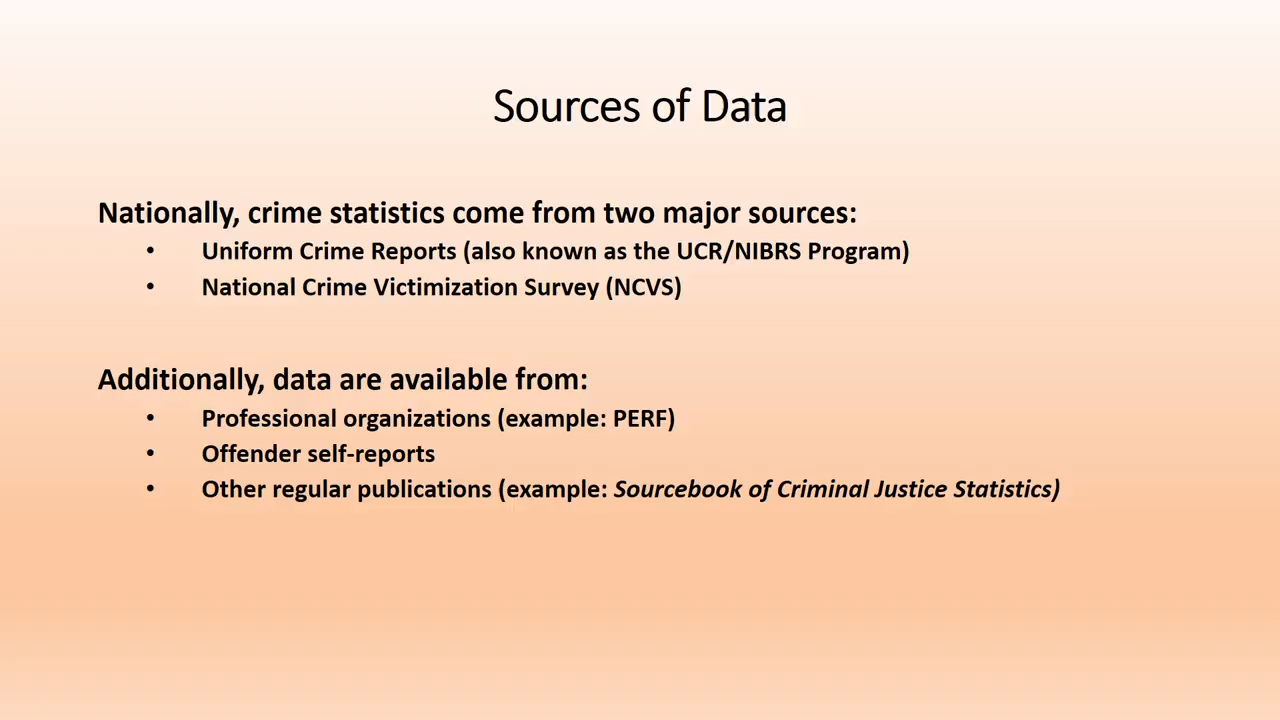 Sources of Data
Nationally, crime statistics come from two major sources:
• Uniform Crime Reports (also known as the UCR/NIBRS Program)
• National Crime Victimization Survey (NCVS)
Additionally, data are available from:
• Professional organizations (example: PERF)
• Offender self-reports
• Other regular publications (example: Sourcebook of Criminal Justice Statistics)